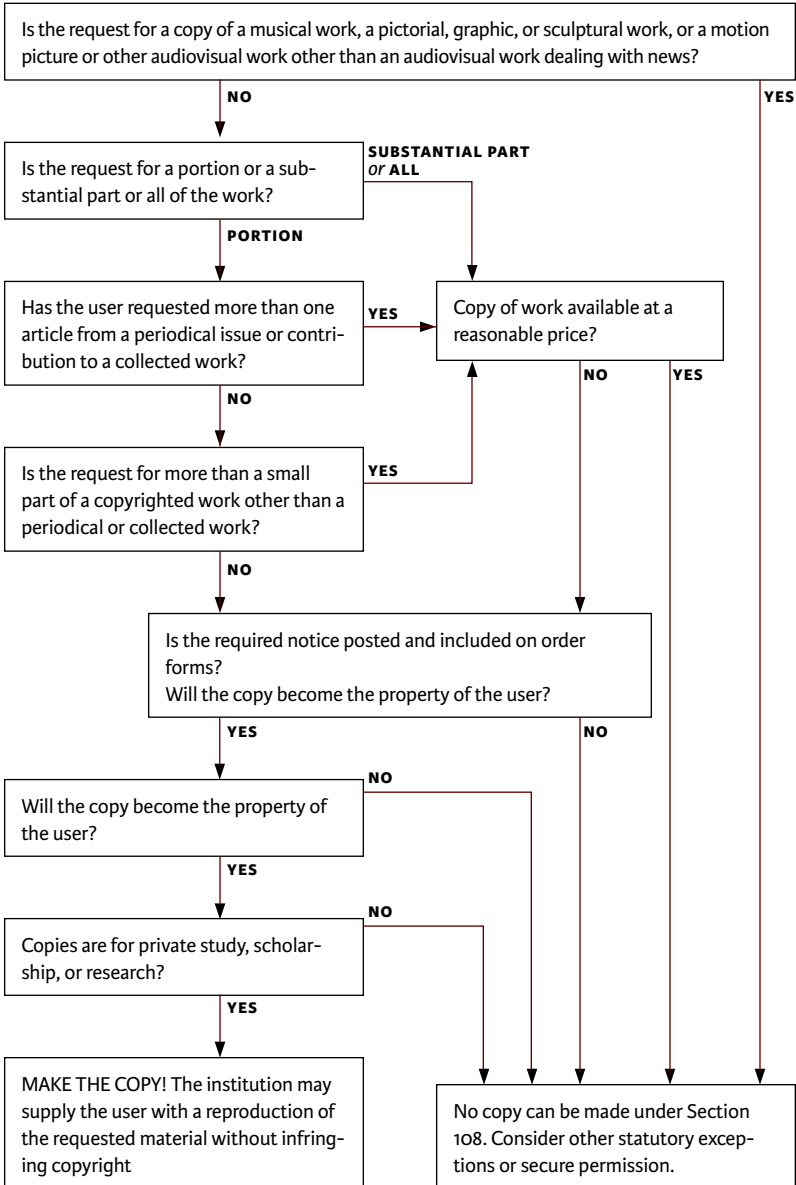 Is the request for a copy of a musical work, a pictorial, graphic, or sculptural work, or a motion
picture or other audiovisual work other than an audiovisual work dealing with news?
NO
YES
Is the request for a portion or a sub-
stantial part or all of the work?
SUBSTANTIAL PART
or ALL
PORTION
Has the user requested more than one
article from a periodical issue or contri-
bution to a collected work?
YES
Copy of work available at a
reasonable price?
NO
NO
YES
Is the request for more than a small
part of a copyrighted work other than a
periodical or collected work?
YES
NO
Is the required notice posted and included on order
forms?
Will the copy become the property of the user?
YES
NO
Will the copy become the property of
the user?
NO
YES
Copies are for private study, scholar-
ship, or research?
NO
YES
MAKE THE COPY! The institution may
supply the user with a reproduction of
the requested material without infring-
ing copyright
No copy can be made under Section
108. Consider other statutory excep-
tions or secure permission.